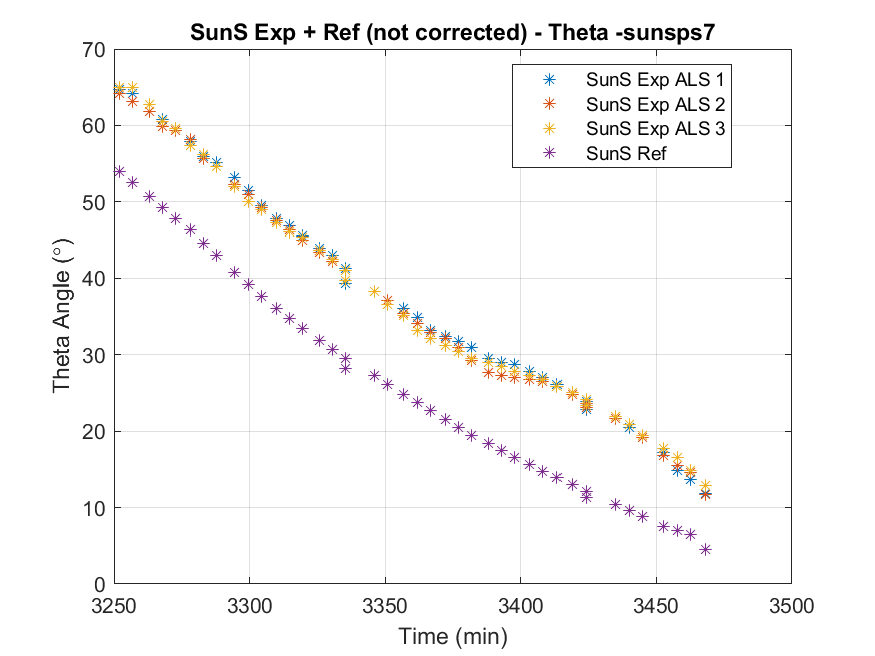 SunS Exp + Ref (not corrected) - Theta -sunsps7
70
60
50
40
30
20
10
0
Theta Angle (°)
SunS Exp ALS 1
SunS Exp ALS 2
SunS Exp ALS 3
SunS Ref
3250 3300 3350 3400 3450 3500
Time (min)